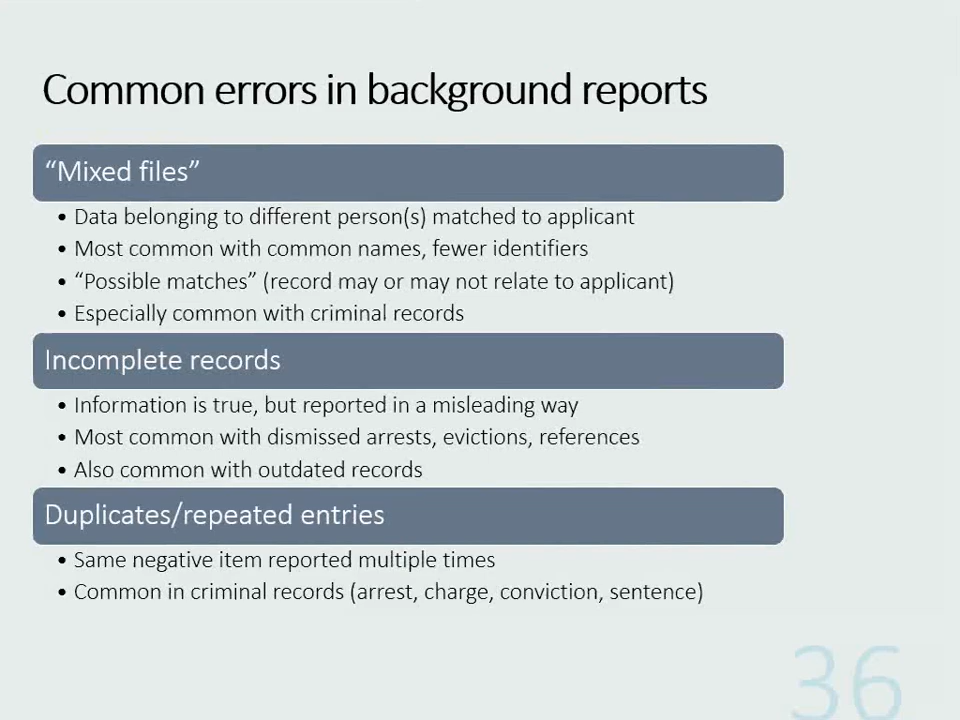 Common errors in background reports
“Mixed files”
• Data belonging to different person(s) matched to applicant
• Most common with common names, fewer identifiers
• “Possible matches” (record may or may not relate to applicant)
• Especially common with criminal records
Incomplete records
• Information is true, but reported in a misleading way
• Most common with dismissed arrests, evictions, references
• Also common with outdated records
Duplicates/repeated entries
• Same negative item reported multiple times
• Common in criminal records (arrest, charge, conviction, sentence)
36